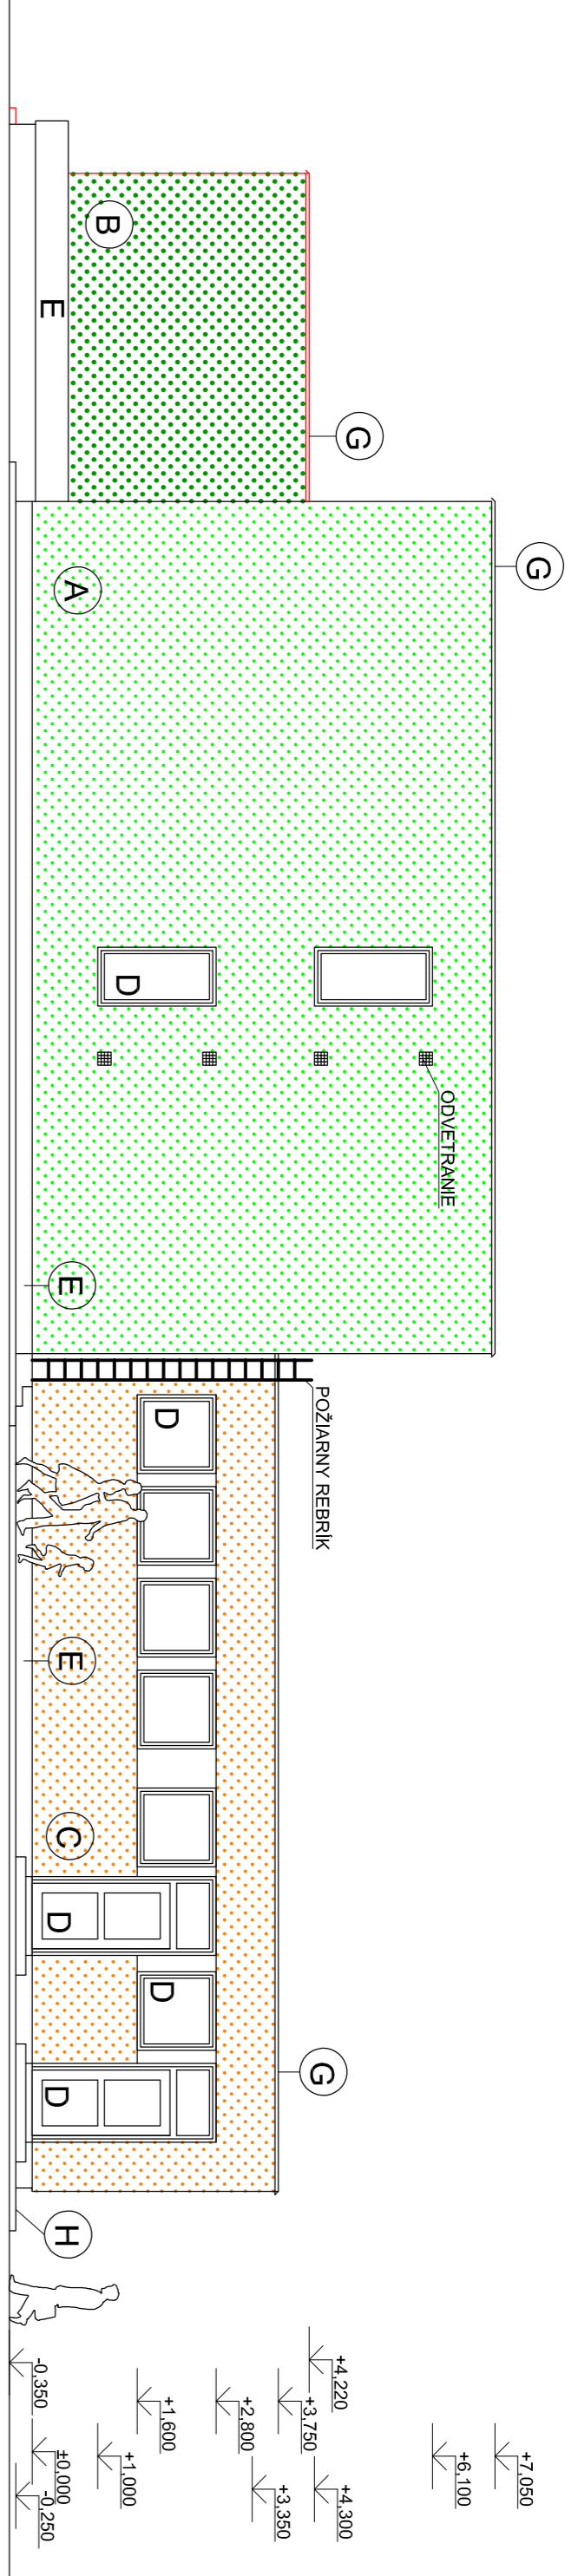 G
G
B
E
A
D
ODVETRANIE
E
POŽIARNY REBRÍK
D
E
C
D
D
D
G
H
+7,050
+6,100
+4,300
+4,220
+3,750
+3,350
+2,800
+1,600
+1,000
±0,000
-0,250
-0,350